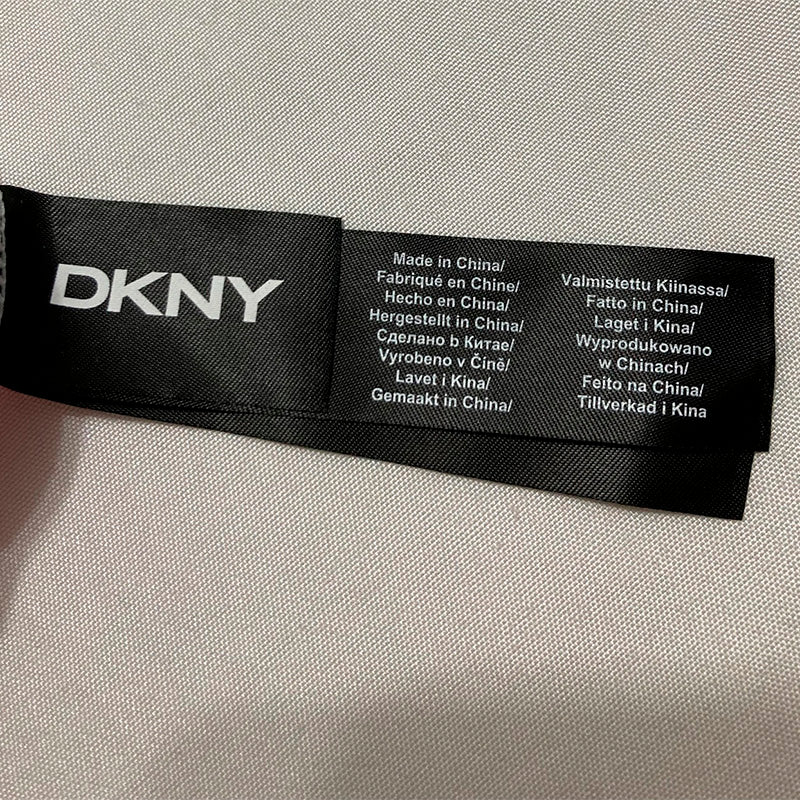 DKNY
Made in China/
Fabriqué en Chine/
Hecho en China/
Hergestellt in China/
Сделано b Китае/
Vyrobeno v Číně/
Lavet i Kina/
Gemaakt in China/
Valmistettu Kiinassa/
Fatto in China/
Laget i Kina/
Wyprodukowano
w Chinach/
Feito na China/
Tillverkad i Kina